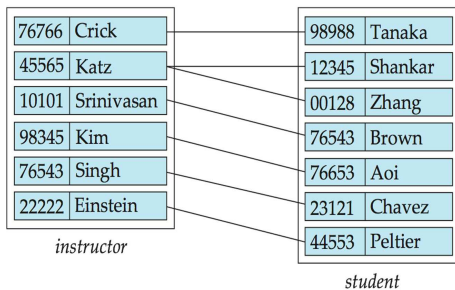 76766 Crick
45565 Katz
10101 Srinivasan
98345 Kim
76543 Singh
22222 Einstein
instructor
98988 Tanaka
12345 Shankar
00128 Zhang
76543 Brown
76653 Aoi
23121 Chavez
44553 Peltier
student